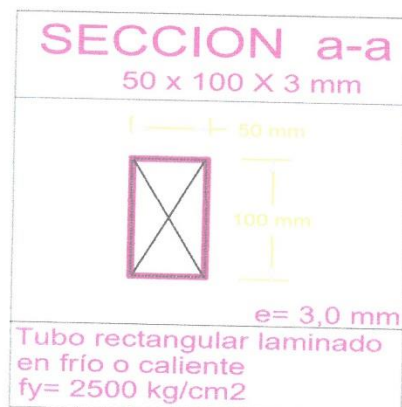 SECCION a-a
50 x 100 X 3 mm
50 mm
100 mm
e= 3,0 mm
Tubo rectangular laminado
en frío o caliente
fy= 2500 kg/cm2